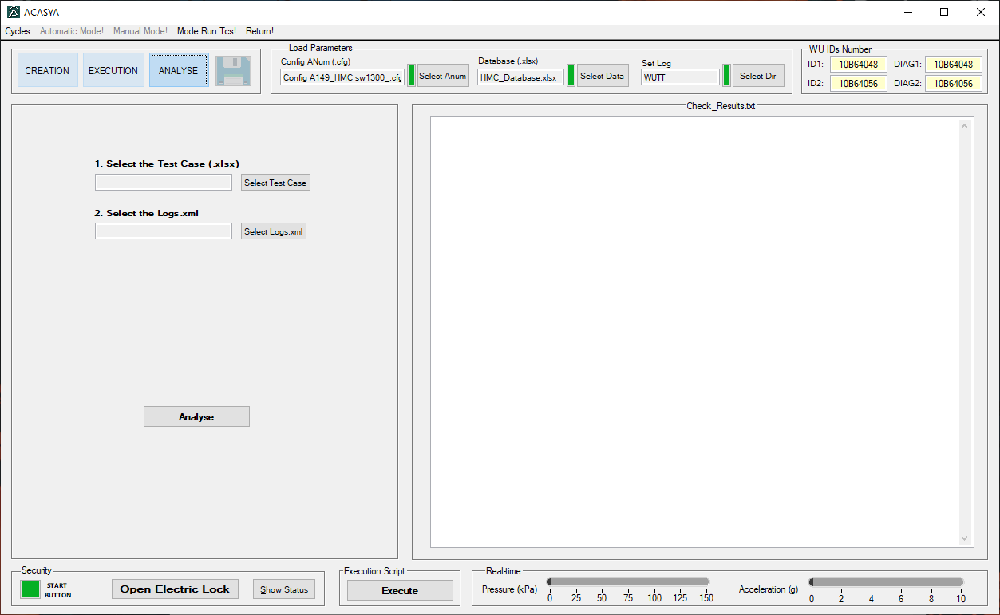 ACASYA
Cycles Automatic Mode! Manual Mode! Mode Run Tcs! Return!
CREATION EXECUTION ANALYSE
Load Parameters
Config ANum (.cfg)
Config A149_HMC sw1300_.cfg
Select Anum
Database (.xlsx)
HMC_Database.xlsx
Select Data
Set Log
WUTT
Select Dir
WU IDs Number
ID1: 10B64048 DIAG1: 10B64048
ID2: 10B64056 DIAG2: 10B64056
1. Select the Test Case (.xlsx)
Select Test Case
2. Select the Logs.xml
Select Logs.xml
Analyse
Check_Results.txt
Security
START
BUTTON
Open Electric Lock
Show Status
Execution Script
Execute
Real-time
Pressure (kPa)
0 25 50 75 100 125 150
Acceleration (g)
0 2 4 6 8 10